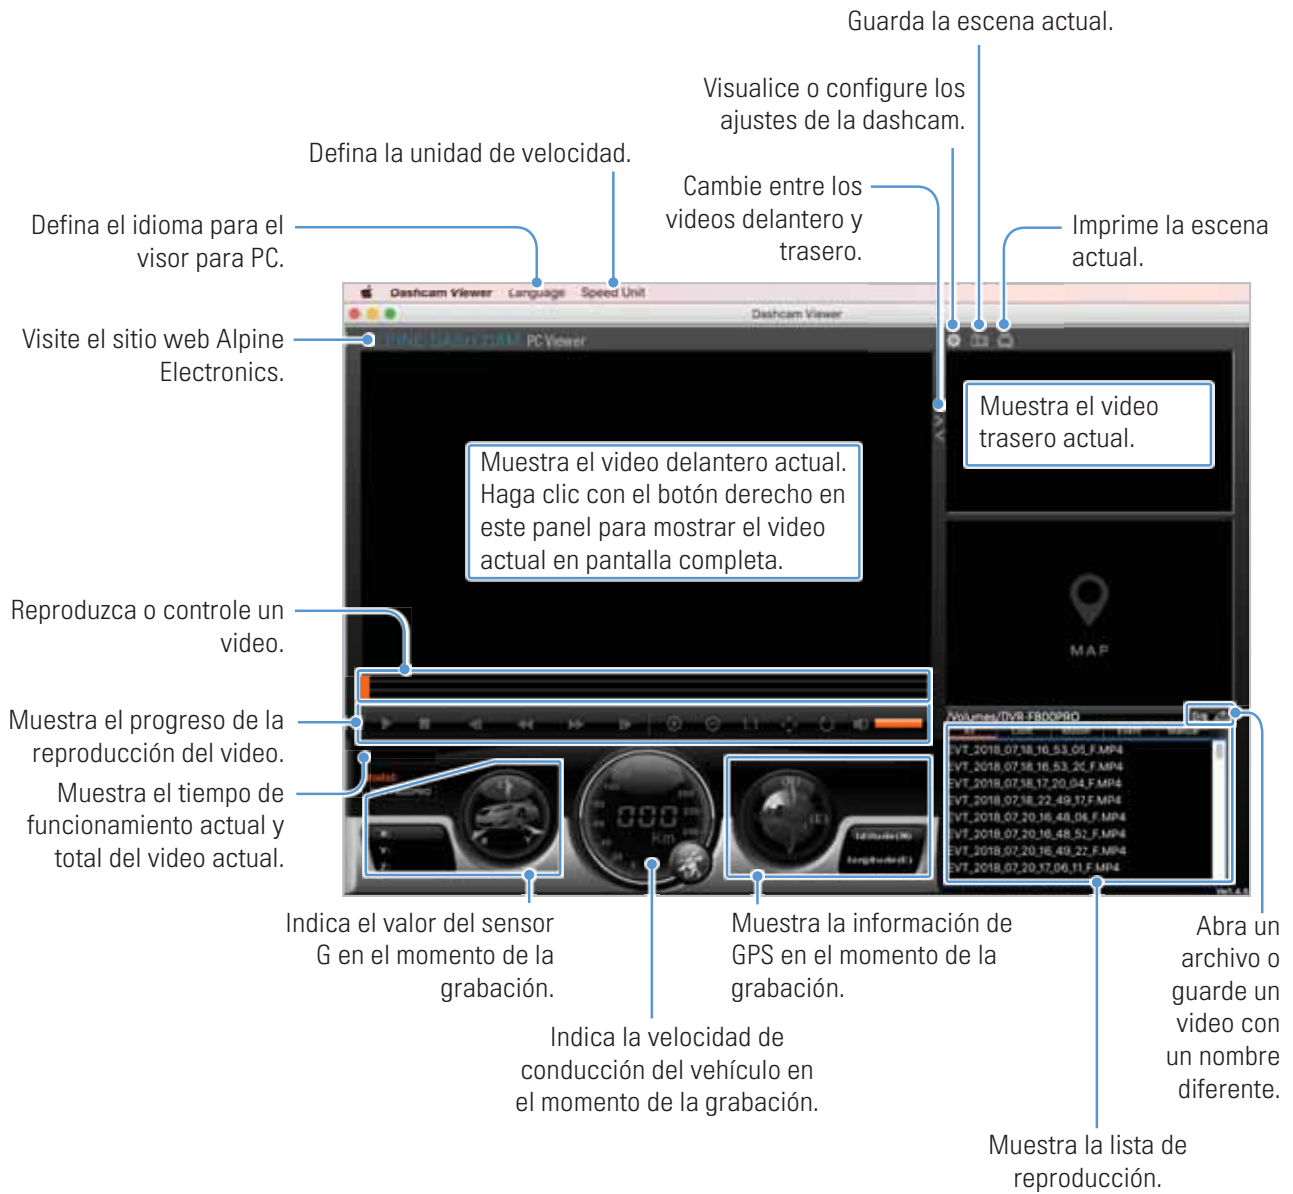 Guarda la escena actual.
Visualice o configure los
ajustes de la dashcam.
Defina la unidad de velocidad.
Cambie entre los
videos delantero y
trasero.
Defina el idioma para el
visor para PC.
Imprime la escena
actual.
Dashcam Viewer Language Speed Unit
Dashcam Viewer
Visite el sitio web Alpine
Electronics.
PC Viewer
Muestra el video
trasero actual.
Muestra el video delantero actual.
Haga clic con el botón derecho en
este panel para mostrar el video
actual en pantalla completa.
MAP
Reproduzca o controle un
video.
Muestra el progreso de la
reproducción del video.
Muestra el tiempo de
funcionamiento actual y
total del video actual.
1:1
/Volumes/DVR-F800PRO
EVT_2018_07_18_16_53_05_F.MP4
EVT_2018_07_18_16_53_20_F.MP4
EVT_2018_07_18_17_20_04_F.MP4
EVT_2018_07_18_22_49_17_F.MP4
EVT_2018_07_20_16_48_06_F.MP4
EVT_2018_07_20_16_48_52_F.MP4
EVT_2018_07_20_16_49_22_F.MP4
EVT_2018_07_20_17_06_11_F.MP4
X:
Y:
000
Km
(N)
(E)
latitude(N)
longitude(E)
Indica el valor del sensor
G en el momento de la
grabación.
Muestra la información de
GPS en el momento de la
grabación.
Abra un
archivo o
guarde un
video con
un nombre
diferente.
Indica la velocidad de
conducción del vehículo en
el momento de la grabación.
Muestra la lista de
reproducción.